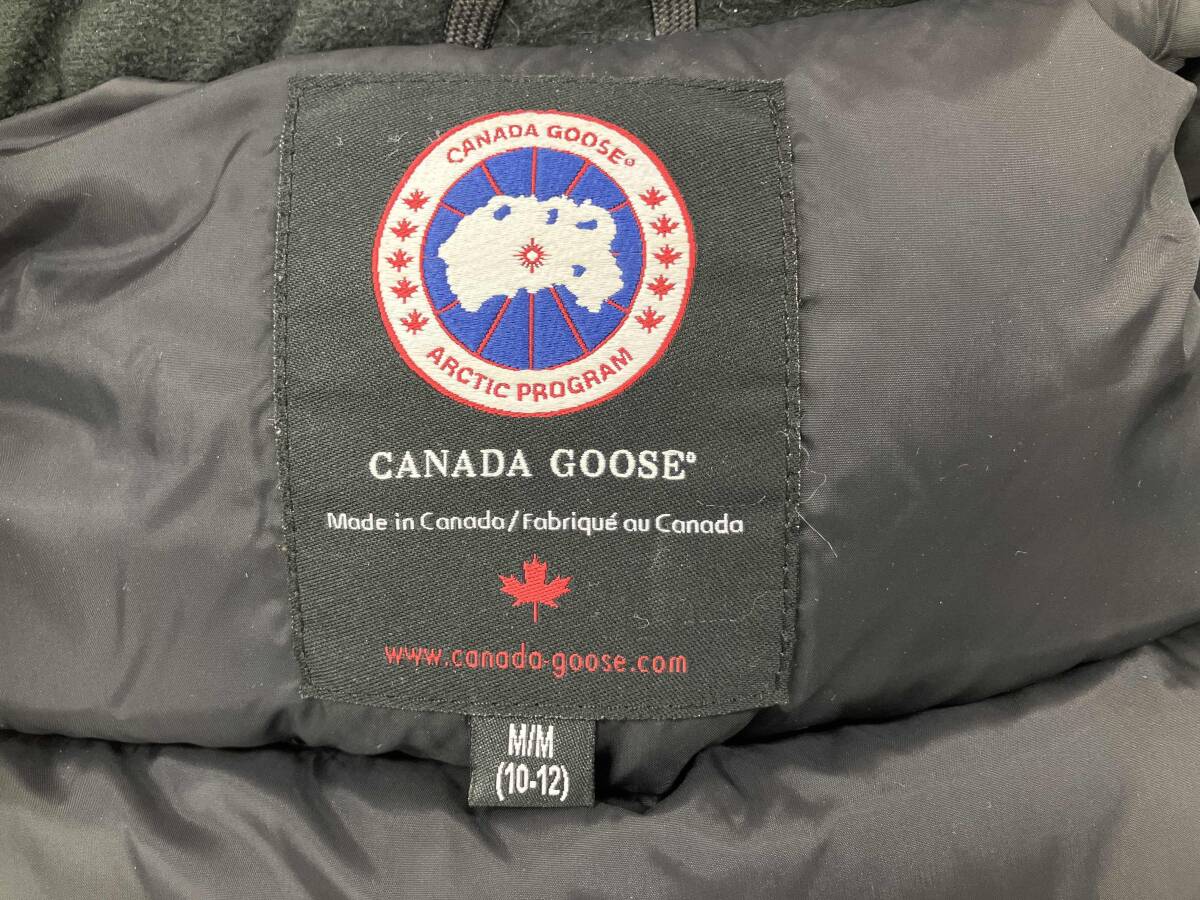 CANADA GOOSE®
ARCTIC PROGRAM
CANADA GOOSE®
Made in Canada/Fabriqué au Canada
www.canada-goose.com
M/M
(10-12)